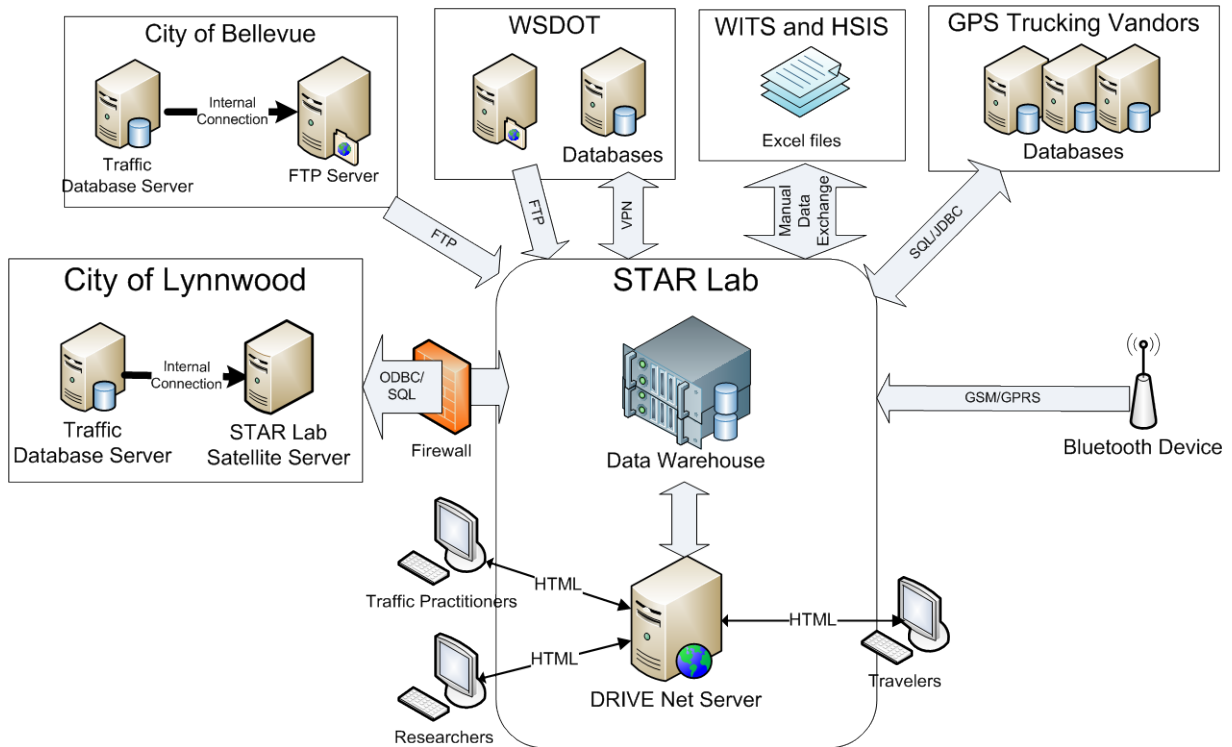 City of Bellevue
Internal
Connection
Traffic
Database Server
FTP Server
WSDOT
Databases
WITS and HSIS
Excel files
GPS Trucking Vandors
Databases
FTP
FTP
VPN
Manual
Data
Exchange
SQL/JDBC
City of Lynnwood
Internal
Connection
Traffic
Database Server
STAR Lab
Satellite Server
ODBC/
SQL
Firewall
STAR Lab
Data Warehouse
GSM/GPRS
Bluetooth Device
Traffic Practitioners
HTML
HTML
HTML
Researchers
DRIVE Net Server
Travelers